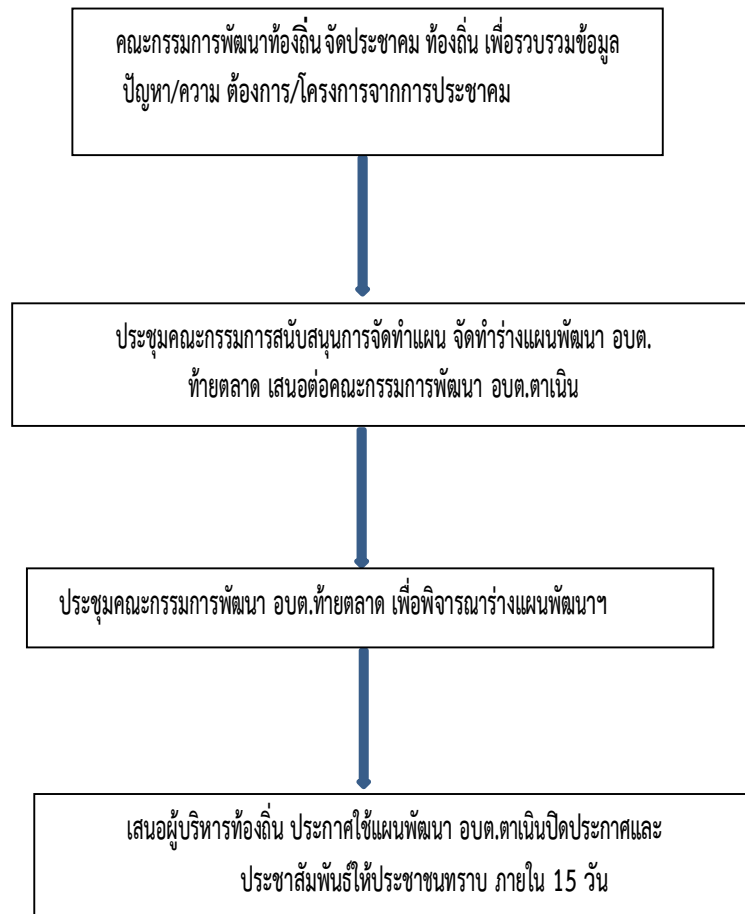 คณะกรรมการพัฒนาท้องถิ่น จัดประชาคม ท้องถิ่น เพื่อรวบรวมข้อมูล
ปัญหา/ความ ต้องการ/โครงการจากการประชาคม
ประชุมคณะกรรมการสนับสนุนการจัดทำแผน จัดทำร่างแผนพัฒนา อบต.
ท้ายตลาด เสนอต่อคณะกรรมการพัฒนา อบต.ตาเนิน
ประชุมคณะกรรมการพัฒนา อบต.ท้ายตลาด เพื่อพิจารณาร่างแผนพัฒนาฯ
เสนอผู้บริหารท้องถิ่น ประกาศใช้แผนพัฒนา อบต.ตาเนินปิดประกาศและ
ประชาสัมพันธ์ให้ประชาชนทราบ ภายใน 15 วัน